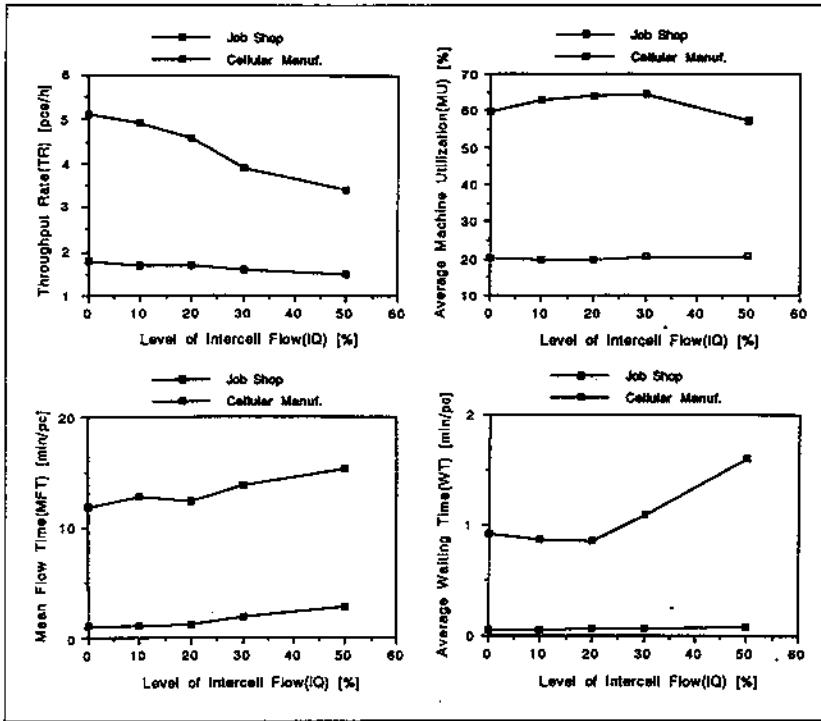 Job Shop
Cellular Manuf.
Throughput Rate(TR) [pce/h]
6
5
4
3
2
1
0 10 20 30 40 50 60
Level of Intercell Flow(IQ) [%]
Job Shop
Cellular Manuf.
Average Machine Utilization(MU) [%]
70
60
50
40
30
20
10
0 10 20 30 40 50 60
Level of Intercell Flow(IQ) [%]
Job Shop
Cellular Manuf.
Mean Flow Time(MFT) [min/pc]
20
10
0
0 10 20 30 40 50 60
Level of Intercell Flow(IQ) [%]
Job Shop
Cellular Manuf.
Average Waiting Time(WT) [min/pc]
2
1
0
0 10 20 30 40 50 60
Level of Intercell Flow(IQ) [%]